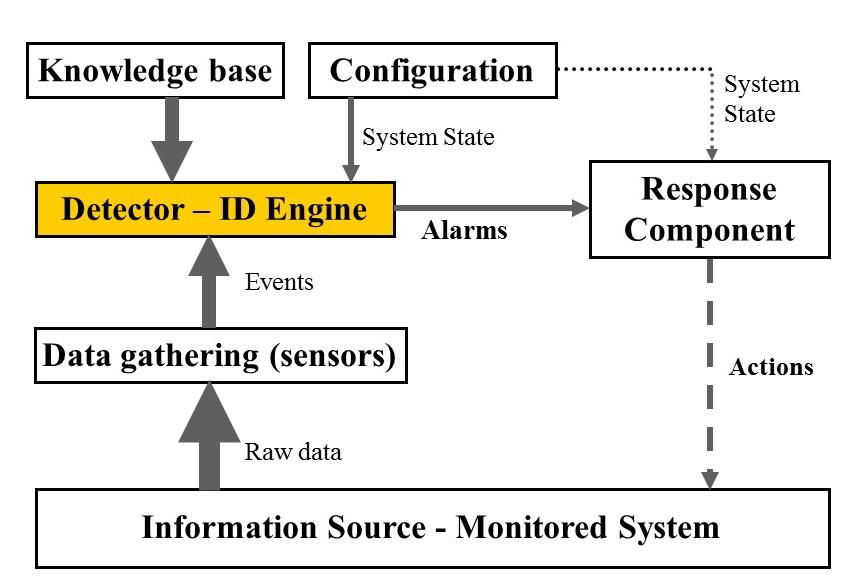 Knowledge base
Configuration
System
State
System State
Response
Component
Detector – ID Engine
Alarms
Events
Data gathering (sensors)
Actions
Raw data
Information Source - Monitored System